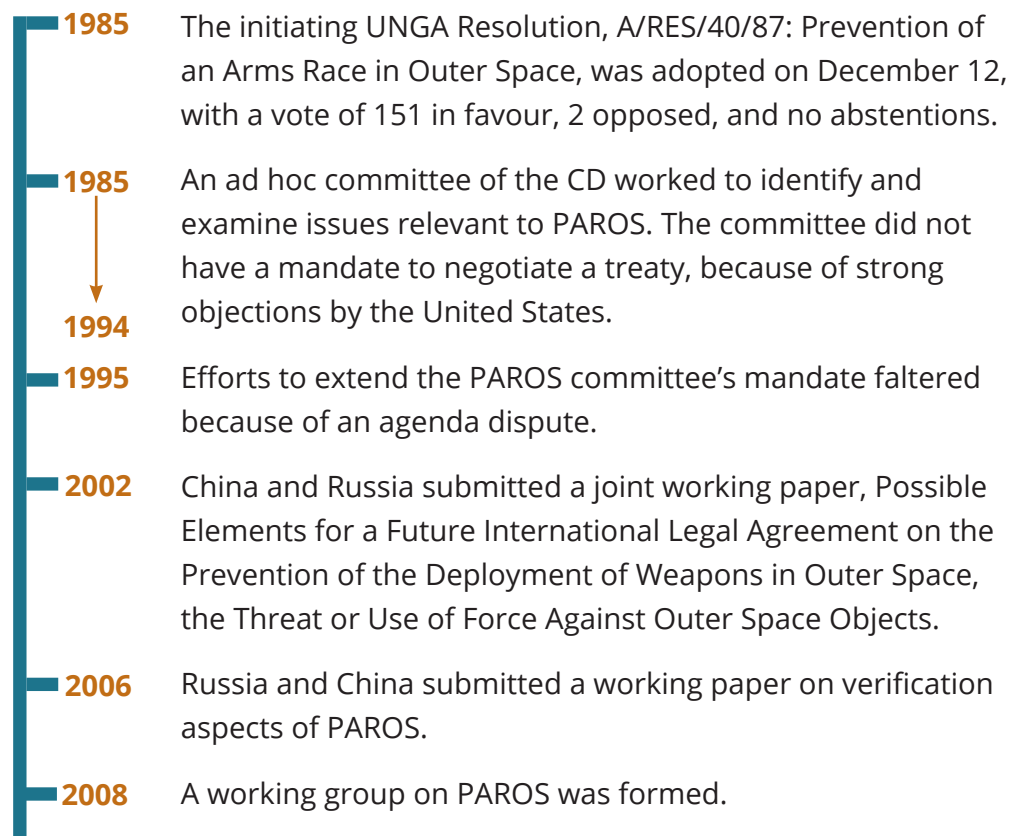 1985 The initiating UNGA Resolution, A/RES/40/87: Prevention of
an Arms Race in Outer Space, was adopted on December 12,
with a vote of 151 in favour, 2 opposed, and no abstentions.
1985 An ad hoc committee of the CD worked to identify and
examine issues relevant to PAROS. The committee did not
have a mandate to negotiate a treaty, because of strong
1994 objections by the United States.
1995 Efforts to extend the PAROS committee’s mandate faltered
because of an agenda dispute.
2002 China and Russia submitted a joint working paper, Possible
Elements for a Future International Legal Agreement on the
Prevention of the Deployment of Weapons in Outer Space,
the Threat or Use of Force Against Outer Space Objects.
2006 Russia and China submitted a working paper on verification
aspects of PAROS.
2008 A working group on PAROS was formed.